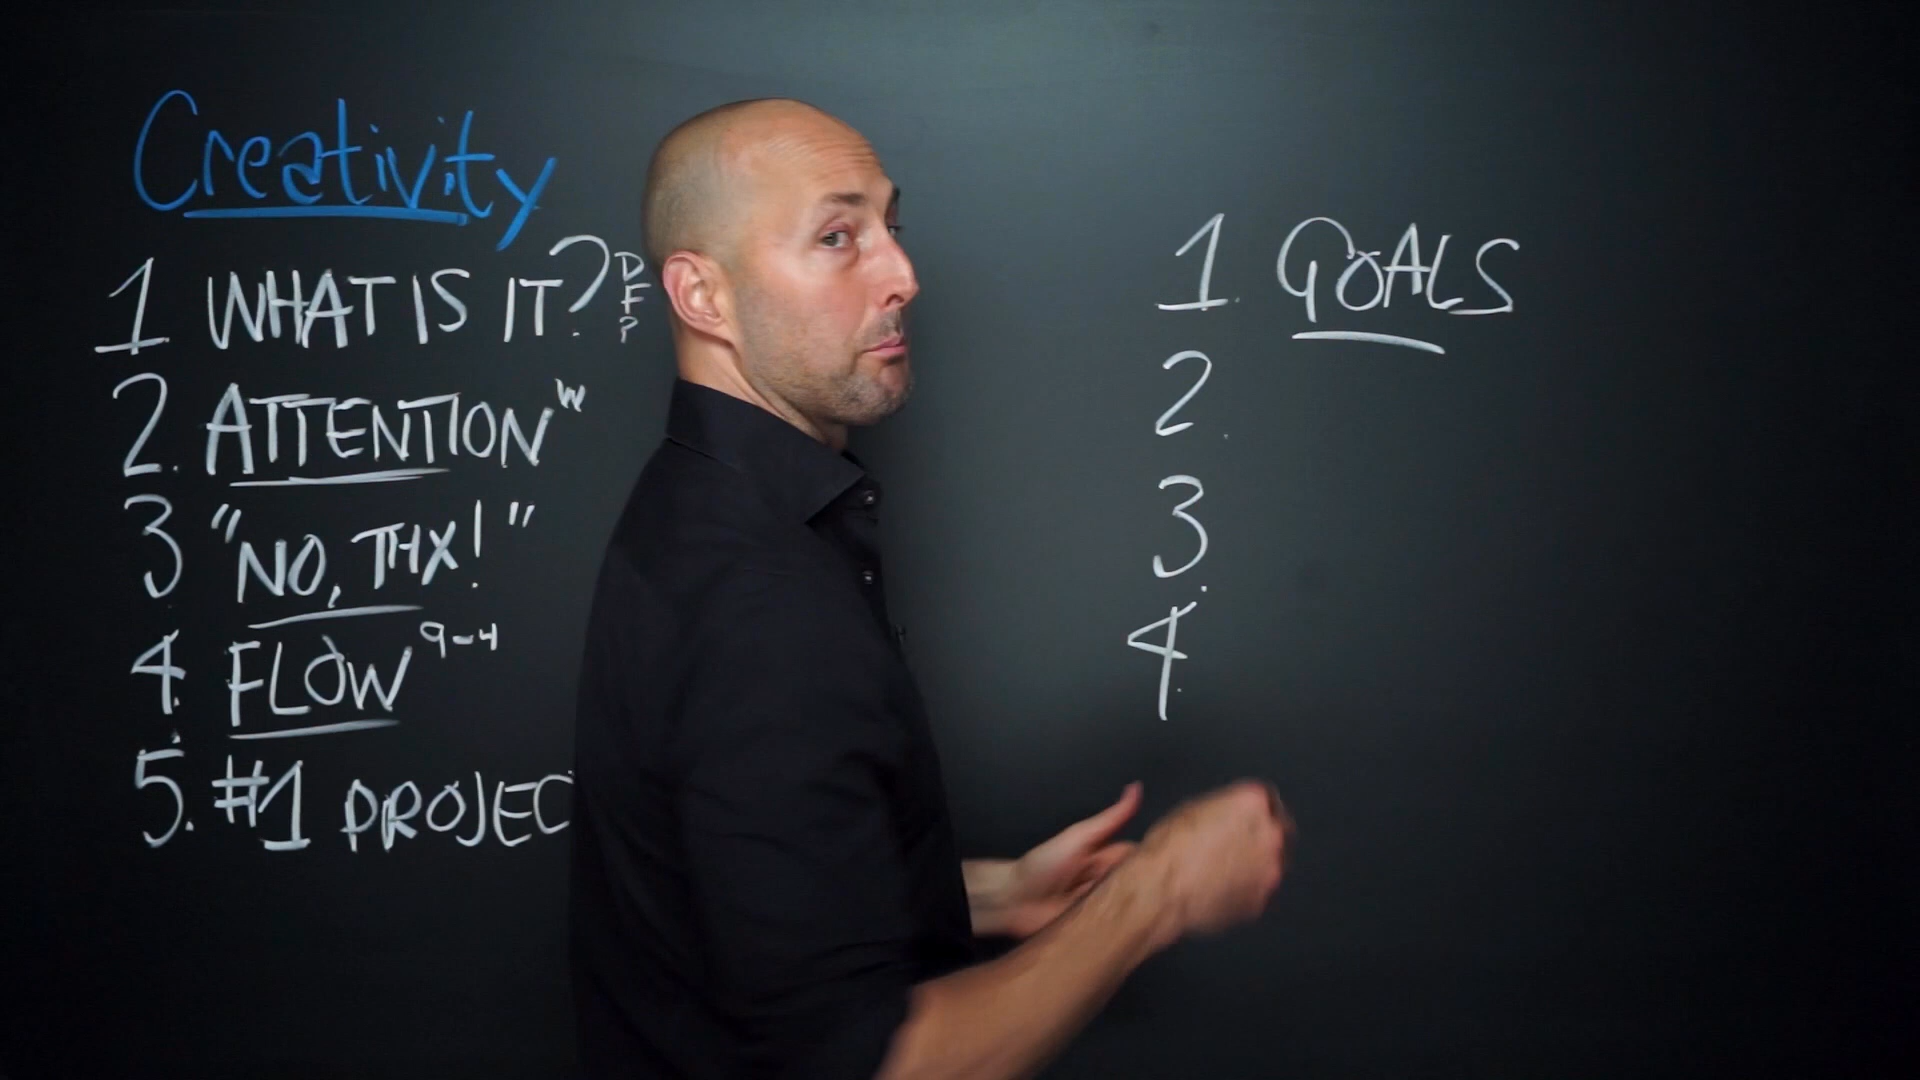 Creativity
1 WHAT IS IT? DF?
2. ATTENTION W
3. "NO, THX!"
4. FLOW 9-4
5. #1 PROJEC
1. GOALS
2.
3.
4.